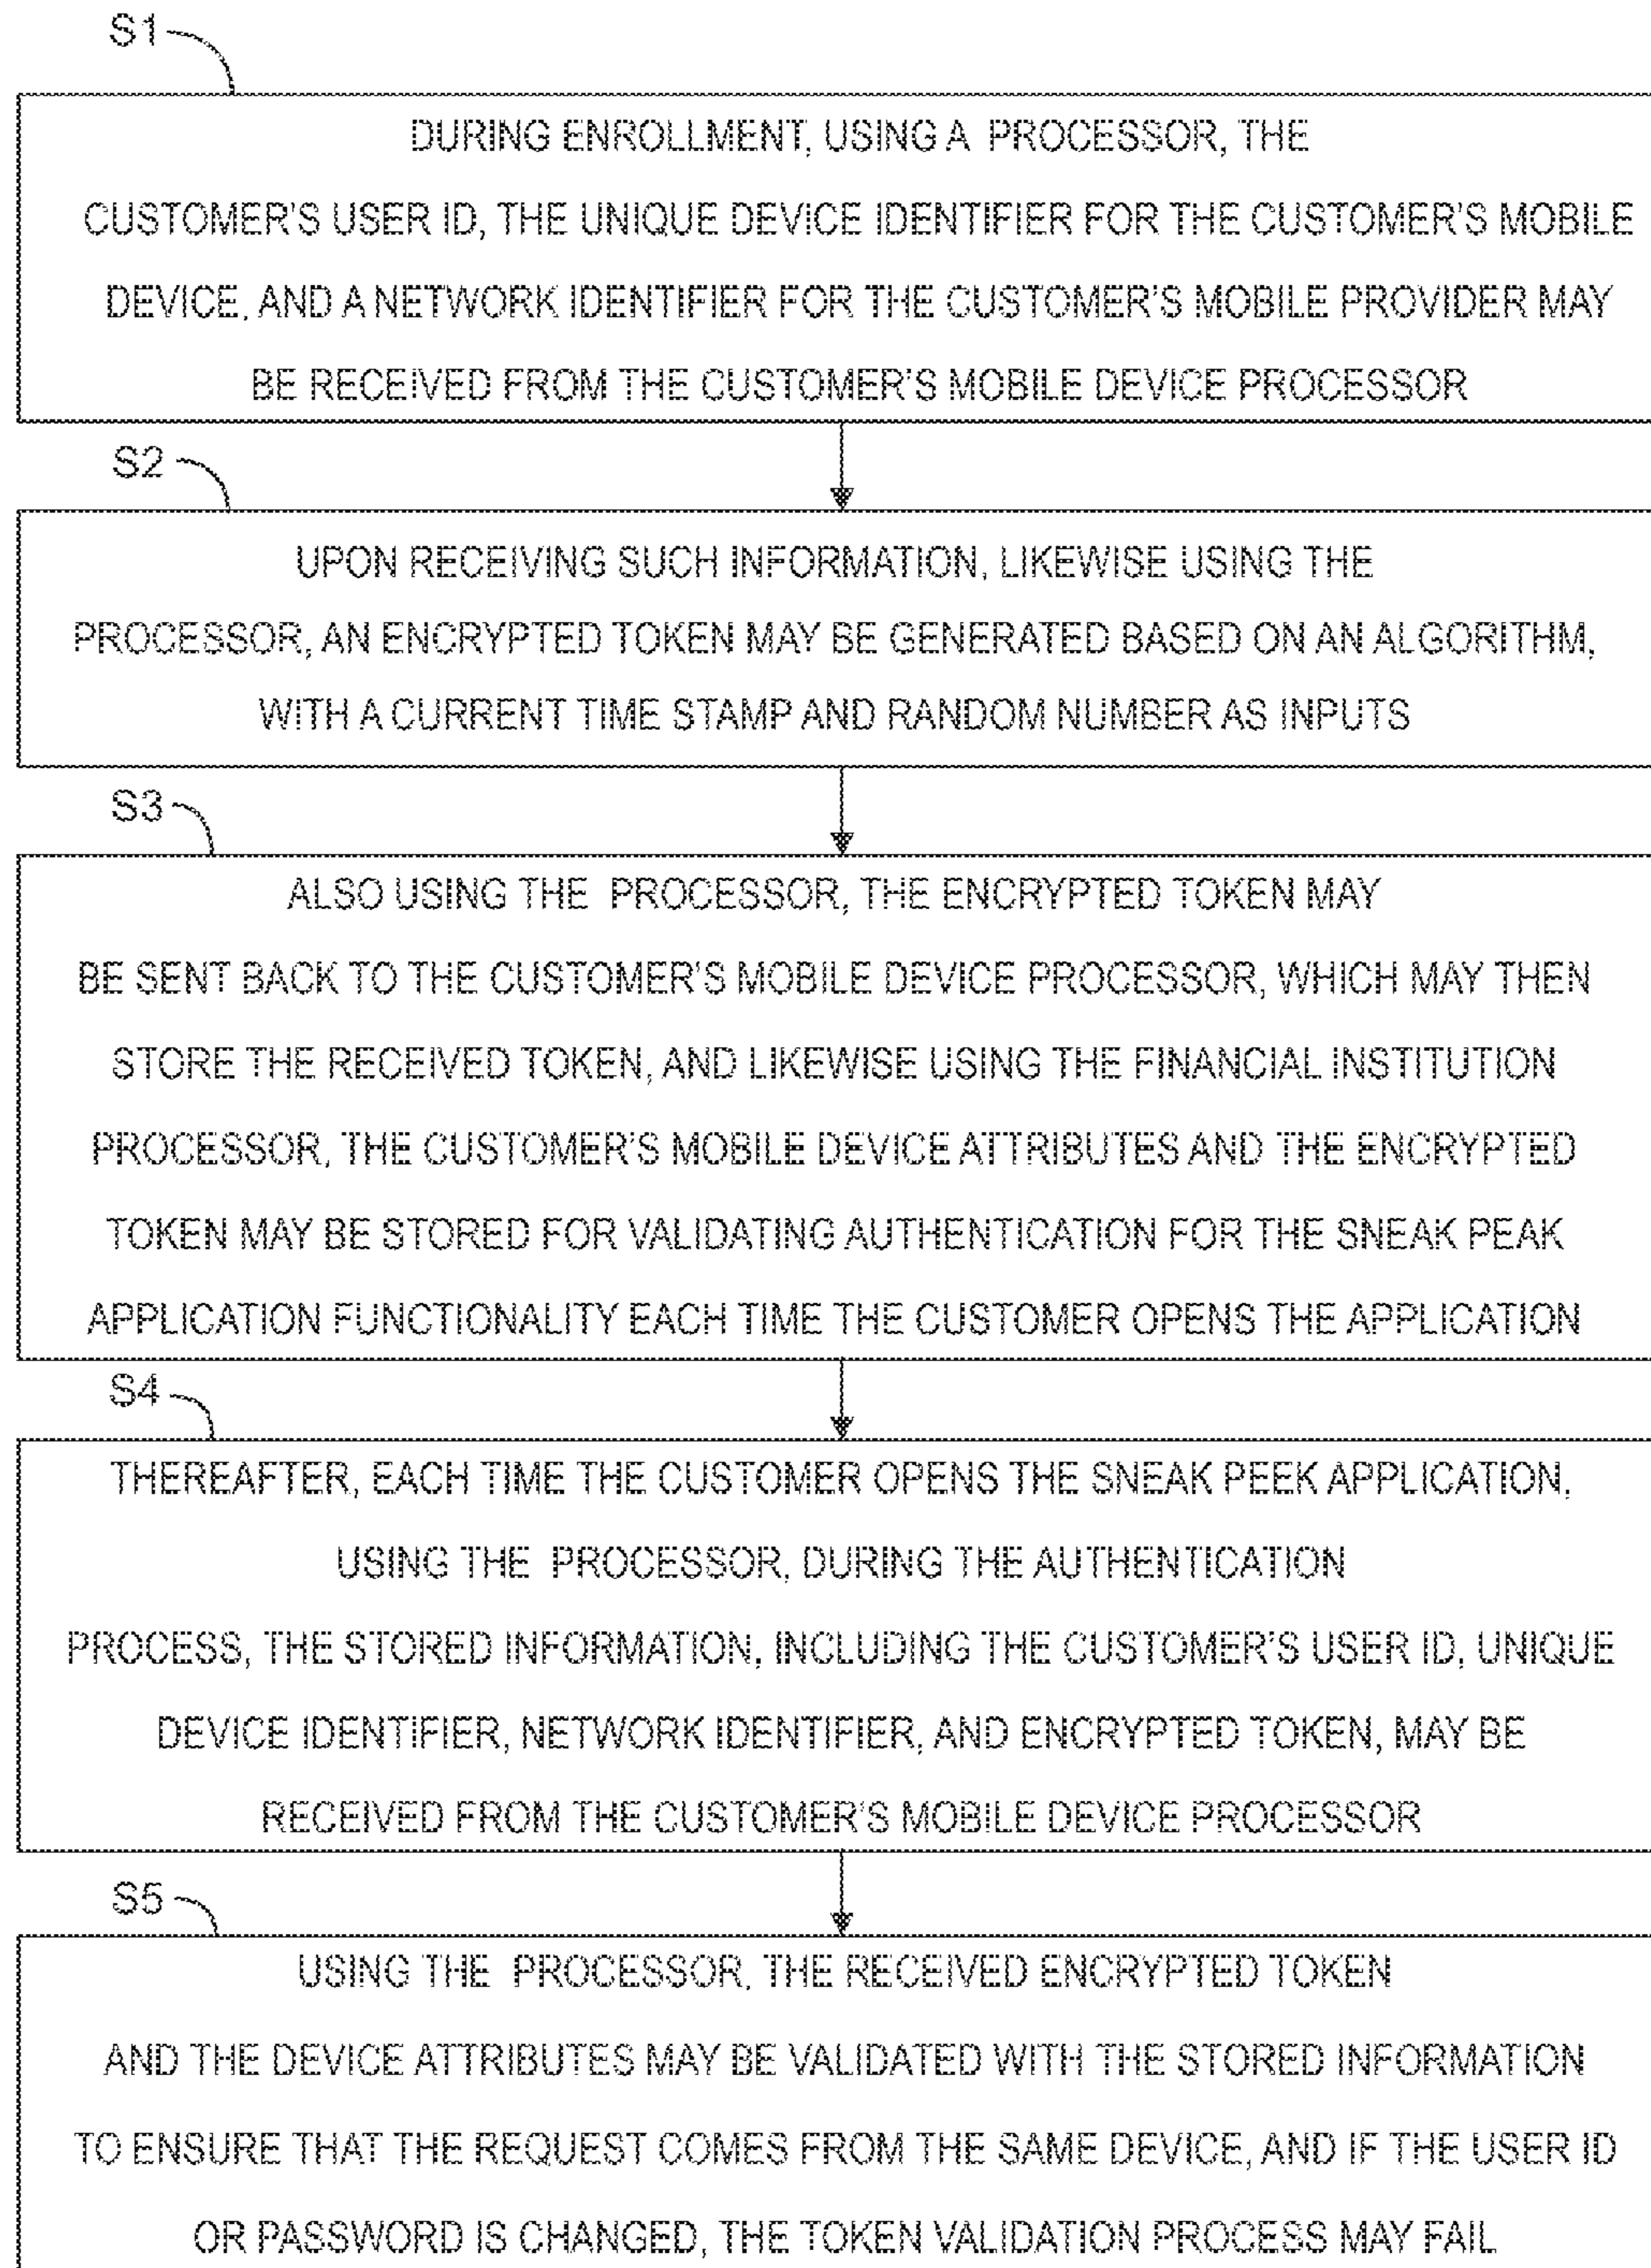 S1
DURING ENROLLMENT, USING A PROCESSOR, THE
CUSTOMER'S USER ID, THE UNIQUE DEVICE IDENTIFIER FOR THE CUSTOMER'S MOBILE
DEVICE, AND A NETWORK IDENTIFIER FOR THE CUSTOMER'S MOBILE PROVIDER MAY
BE RECEIVED FROM THE CUSTOMER'S MOBILE DEVICE PROCESSOR
S2
UPON RECEIVING SUCH INFORMATION, LIKEWISE USING THE
PROCESSOR, AN ENCRYPTED TOKEN MAY BE GENERATED BASED ON AN ALGORITHM,
WITH A CURRENT TIME STAMP AND RANDOM NUMBER AS INPUTS
S3
ALSO USING THE PROCESSOR, THE ENCRYPTED TOKEN MAY
BE SENT BACK TO THE CUSTOMER'S MOBILE DEVICE PROCESSOR, WHICH MAY THEN
STORE THE RECEIVED TOKEN, AND LIKEWISE USING THE FINANCIAL INSTITUTION
PROCESSOR, THE CUSTOMER'S MOBILE DEVICE ATTRIBUTES AND THE ENCRYPTED
TOKEN MAY BE STORED FOR VALIDATING AUTHENTICATION FOR THE SNEAK PEAK
APPLICATION FUNCTIONALITY EACH TIME THE CUSTOMER OPENS THE APPLICATION
S4
THEREAFTER, EACH TIME THE CUSTOMER OPENS THE SNEAK PEEK APPLICATION,
USING THE PROCESSOR, DURING THE AUTHENTICATION
PROCESS, THE STORED INFORMATION, INCLUDING THE CUSTOMER'S USER ID, UNIQUE
DEVICE IDENTIFIER, NETWORK IDENTIFIER, AND ENCRYPTED TOKEN, MAY BE
RECEIVED FROM THE CUSTOMER'S MOBILE DEVICE PROCESSOR
S5
USING THE PROCESSOR, THE RECEIVED ENCRYPTED TOKEN
AND THE DEVICE ATTRIBUTES MAY BE VALIDATED WITH THE STORED INFORMATION
TO ENSURE THAT THE REQUEST COMES FROM THE SAME DEVICE, AND IF THE USER ID
OR PASSWORD IS CHANGED, THE TOKEN VALIDATION PROCESS MAY FAIL